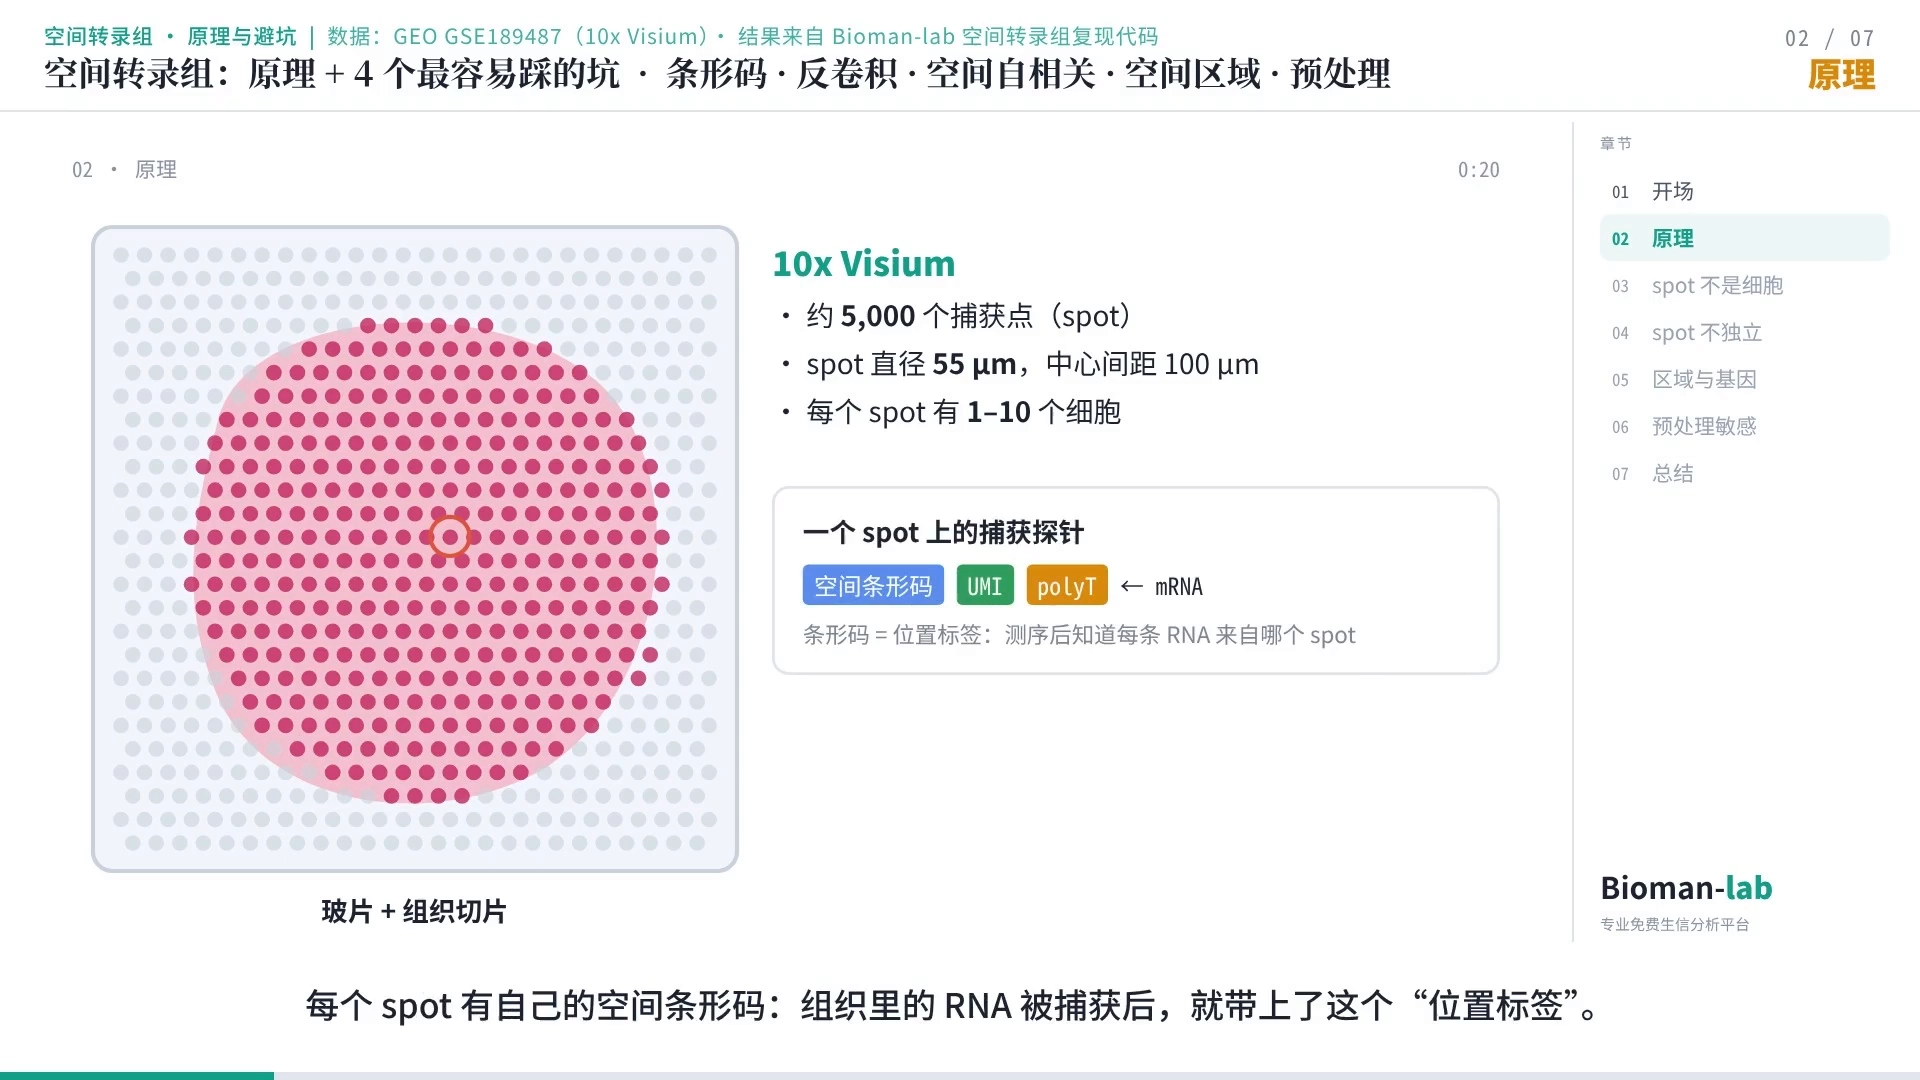 空间转录组 · 原理与避坑 | 数据：GEO GSE189487（10x Visium）· 结果来自 Bioman-lab 空间转录组复现代码
空间转录组：原理 + 4 个最容易踩的坑 · 条形码 · 反卷积 · 空间自相关 · 空间区域 · 预处理
02 / 07
原理
02 · 原理
0:20
10x Visium
· 约 5,000 个捕获点（spot）
· spot 直径 55 μm，中心间距 100 μm
· 每个 spot 有 1–10 个细胞
一个 spot 上的捕获探针
空间条形码 UMI polyT ← mRNA
条形码 = 位置标签：测序后知道每条 RNA 来自哪个 spot
玻片 + 组织切片
章节
01 开场
02 原理
03 spot 不是细胞
04 spot 不独立
05 区域与基因
06 预处理敏感
07 总结
Bioman-lab
专业免费生信分析平台
每个 spot 有自己的空间条形码：组织里的 RNA 被捕获后，就带上了这个“位置标签”。